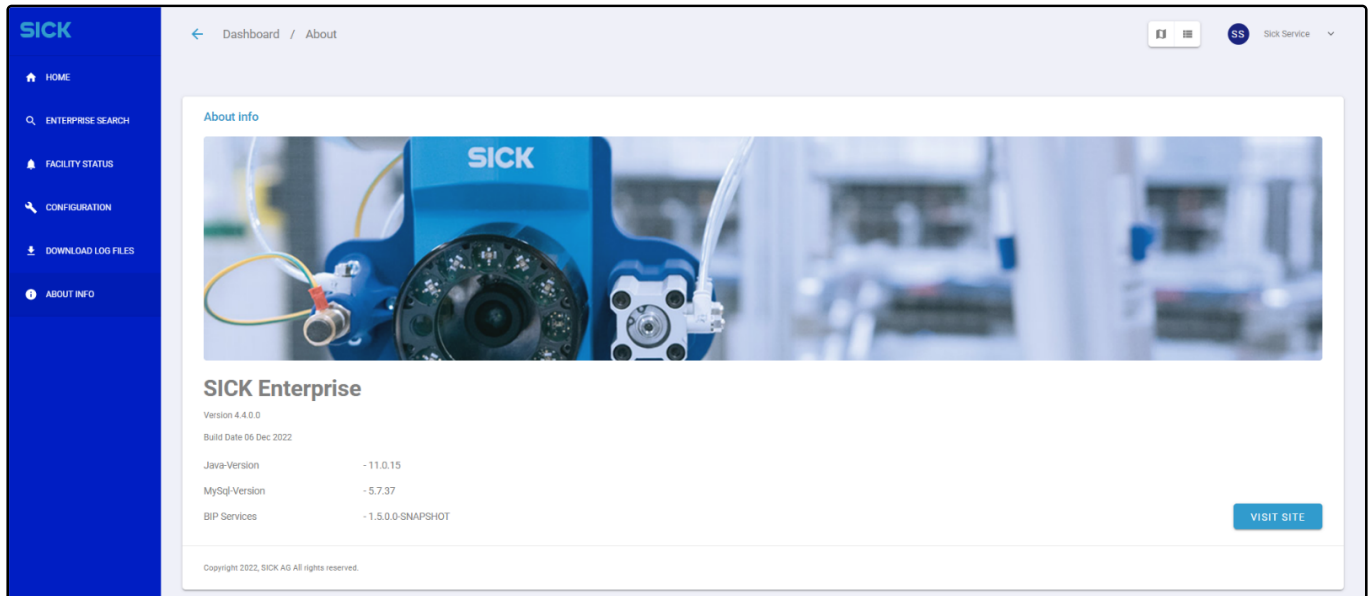 SICK
Dashboard / About
SS Sick Service
HOME
ENTERPRISE SEARCH
FACILITY STATUS
CONFIGURATION
DOWNLOAD LOG FILES
ABOUT INFO
About info
SICK
SICK Enterprise
Version 4.4.0.0
Build Date 06 Dec 2022
Java-Version - 11.0.15
MySql-Version - 5.7.37
BIP Services - 1.5.0.0-SNAPSHOT
VISIT SITE
Copyright 2022, SICK AG All rights reserved.